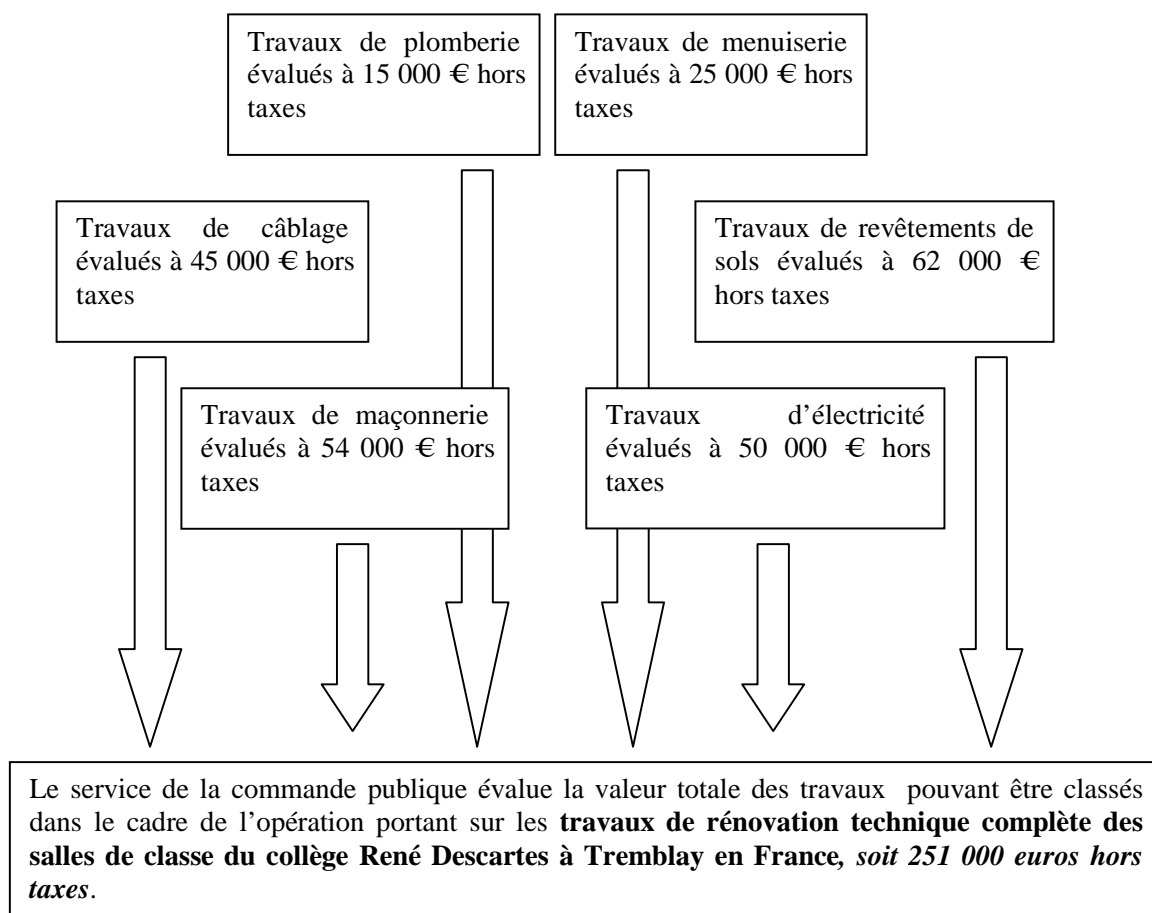 Travaux de plomberie
évalués à 15 000 € hors
taxes
Travaux de menuiserie
évalués à 25 000 € hors
taxes
Travaux de câblage
évalués à 45 000 € hors
taxes
Travaux de revêtements de
sols évalués à 62 000 €
hors taxes
Travaux de maçonnerie
évalués à 54 000 € hors
taxes
Travaux d’électricité
évalués à 50 000 € hors
taxes
Le service de la commande publique évalue la valeur totale des travaux pouvant être classés
dans le cadre de l’opération portant sur les travaux de rénovation technique complète des
salles de classe du collège René Descartes à Tremblay en France, soit 251 000 euros hors
taxes.